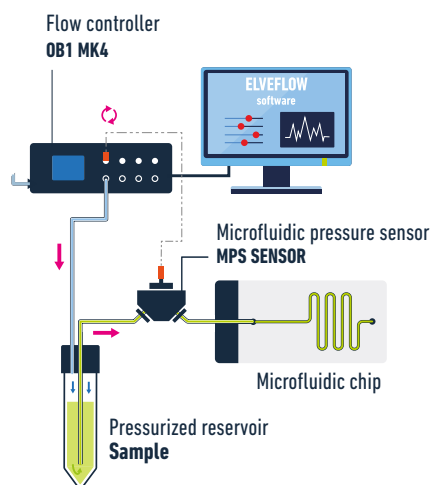 Flow controller
OB1 MK4
ELVEFLOW
software
Microfluidic pressure sensor
MPS SENSOR
Microfluidic chip
Pressurized reservoir
Sample